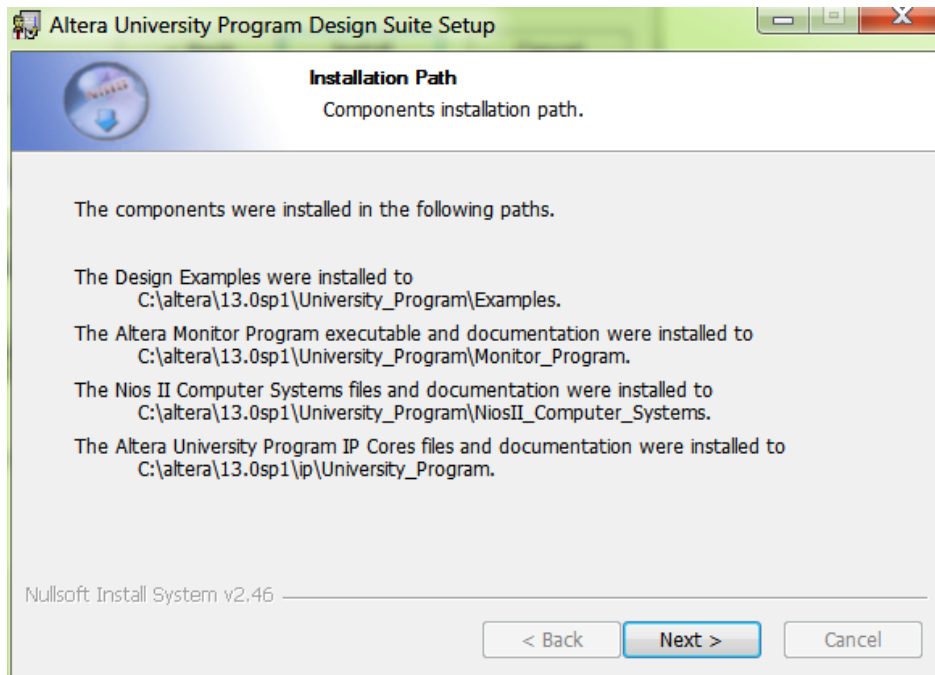 Altera University Program Design Suite Setup
Installation Path
Components installation path.
The components were installed in the following paths.
The Design Examples were installed to
C:\altera\13.0sp1\University_Program\Examples.
The Altera Monitor Program executable and documentation were installed to
C:\altera\13.0sp1\University_Program\Monitor_Program.
The Nios II Computer Systems files and documentation were installed to
C:\altera\13.0sp1\University_Program\NiosII_Computer_Systems.
The Altera University Program IP Cores files and documentation were installed to
C:\altera\13.0sp1\ip\University_Program.
Nullsoft Install System v2.46
< Back
Next >
Cancel